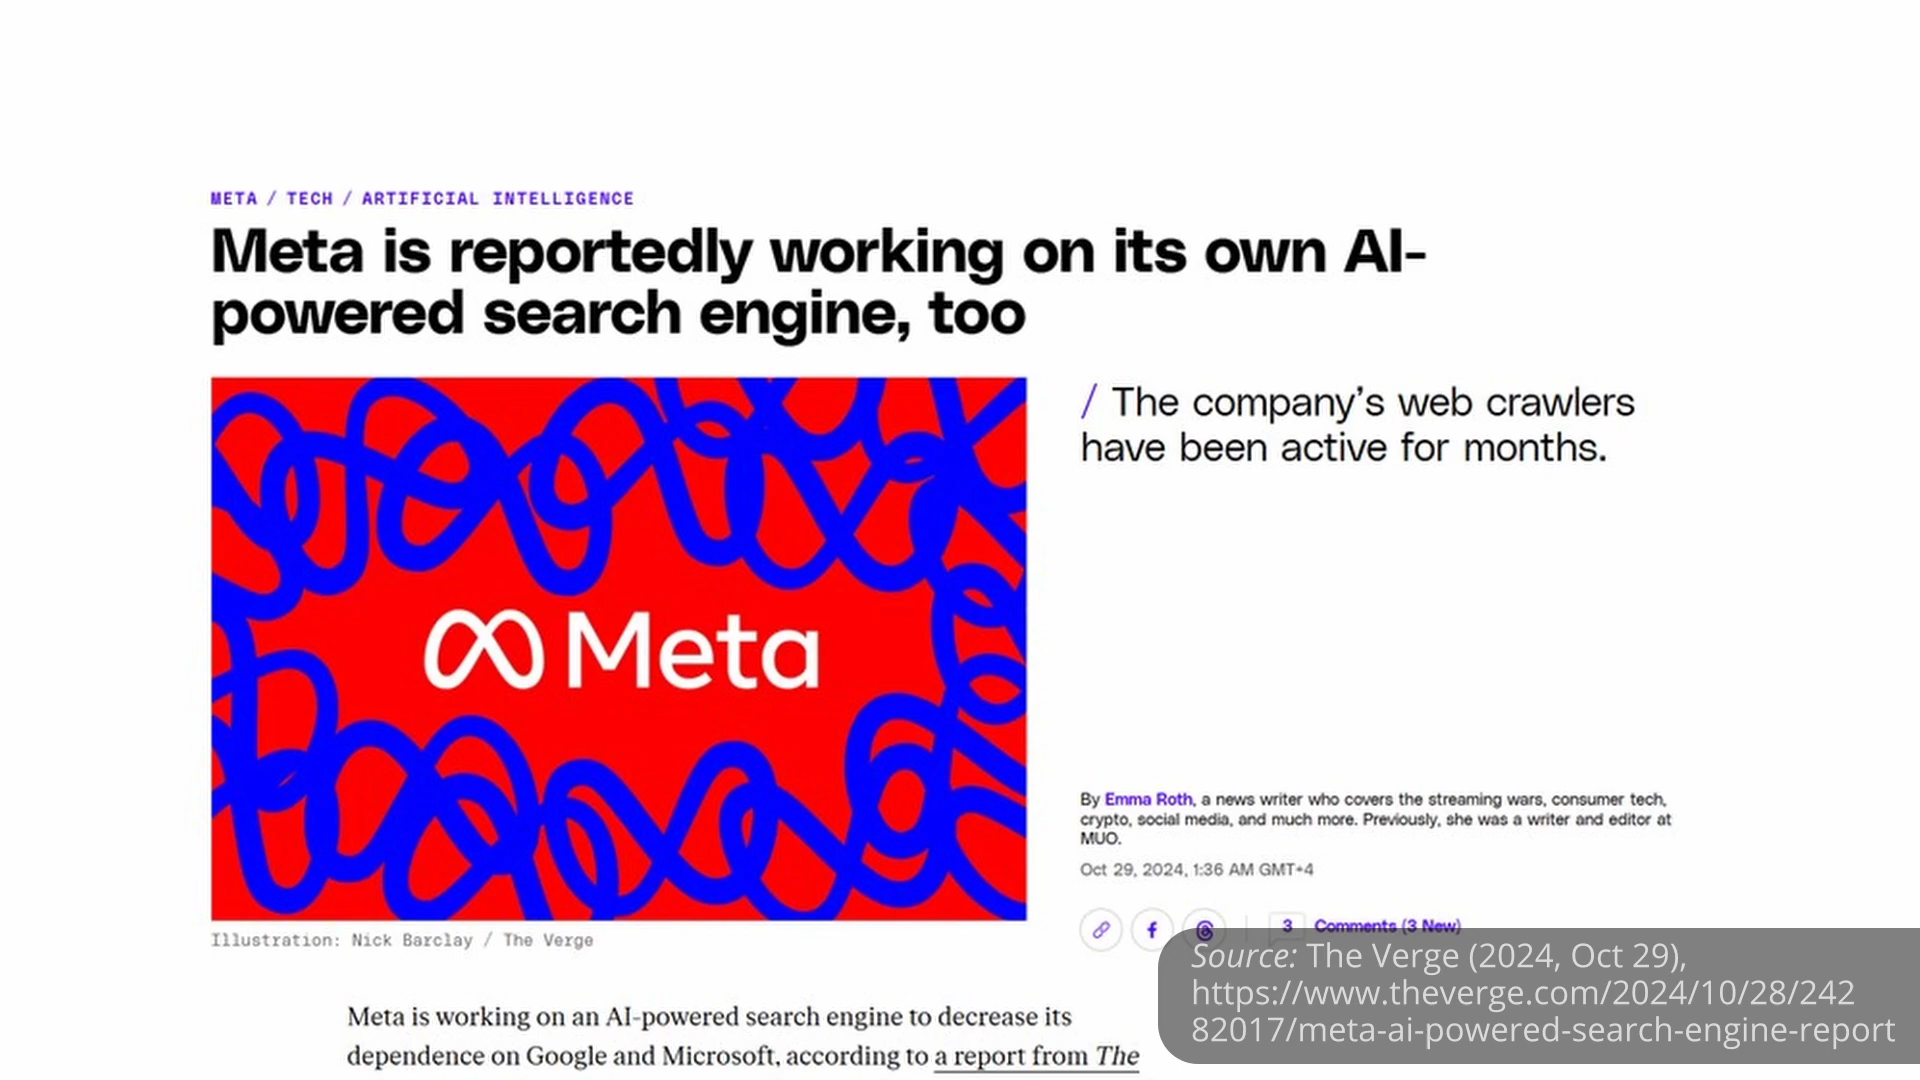 META / TECH / ARTIFICIAL INTELLIGENCE
Meta is reportedly working on its own AI-
powered search engine, too
Meta
/ The company’s web crawlers
have been active for months.
By Emma Roth, a news writer who covers the streaming wars, consumer tech,
crypto, social media, and much more. Previously, she was a writer and editor at
MUO.
Oct 29, 2024, 1:36 AM GMT+4
3 Comments (3 New)
Illustration: Nick Barclay / The Verge
Meta is working on an AI-powered search engine to decrease its
dependence on Google and Microsoft, according to a report from The
Source: The Verge (2024, Oct 29),
https://www.theverge.com/2024/10/28/242
82017/meta-ai-powered-search-engine-report